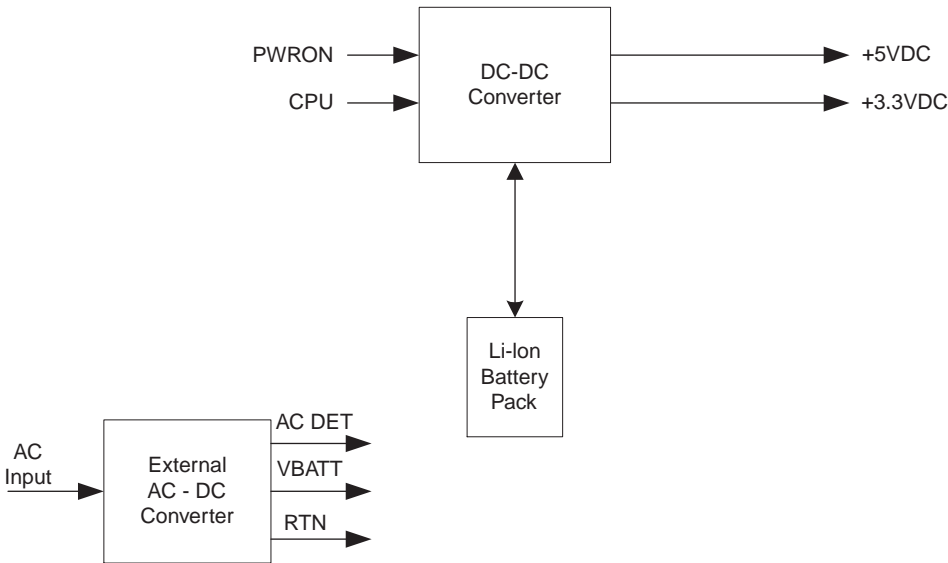 PWRON
CPU
DC-DC
Converter
+5VDC
+3.3VDC
Li-Ion
Battery
Pack
AC
Input
External
AC - DC
Converter
AC DET
VBATT
RTN